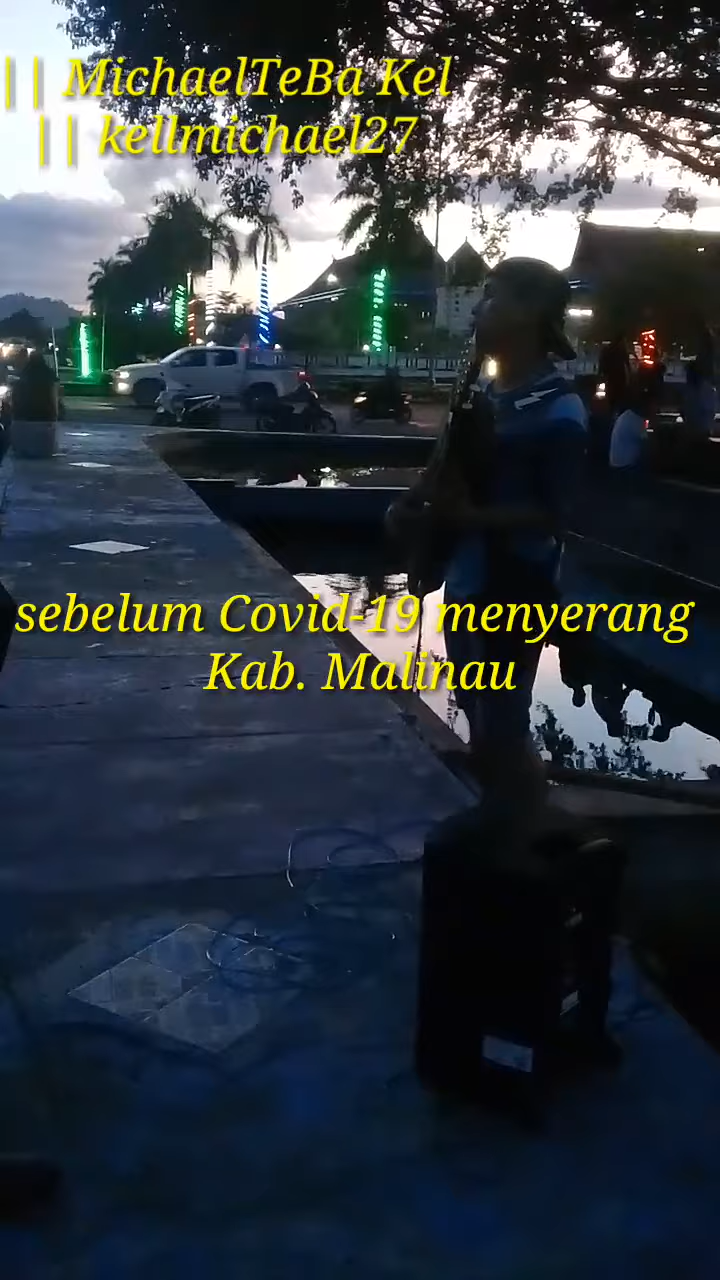 || MichaelTeBa Kel
|| kellmichael27
sebelum Covid-19 menyerang
Kab. Malinau